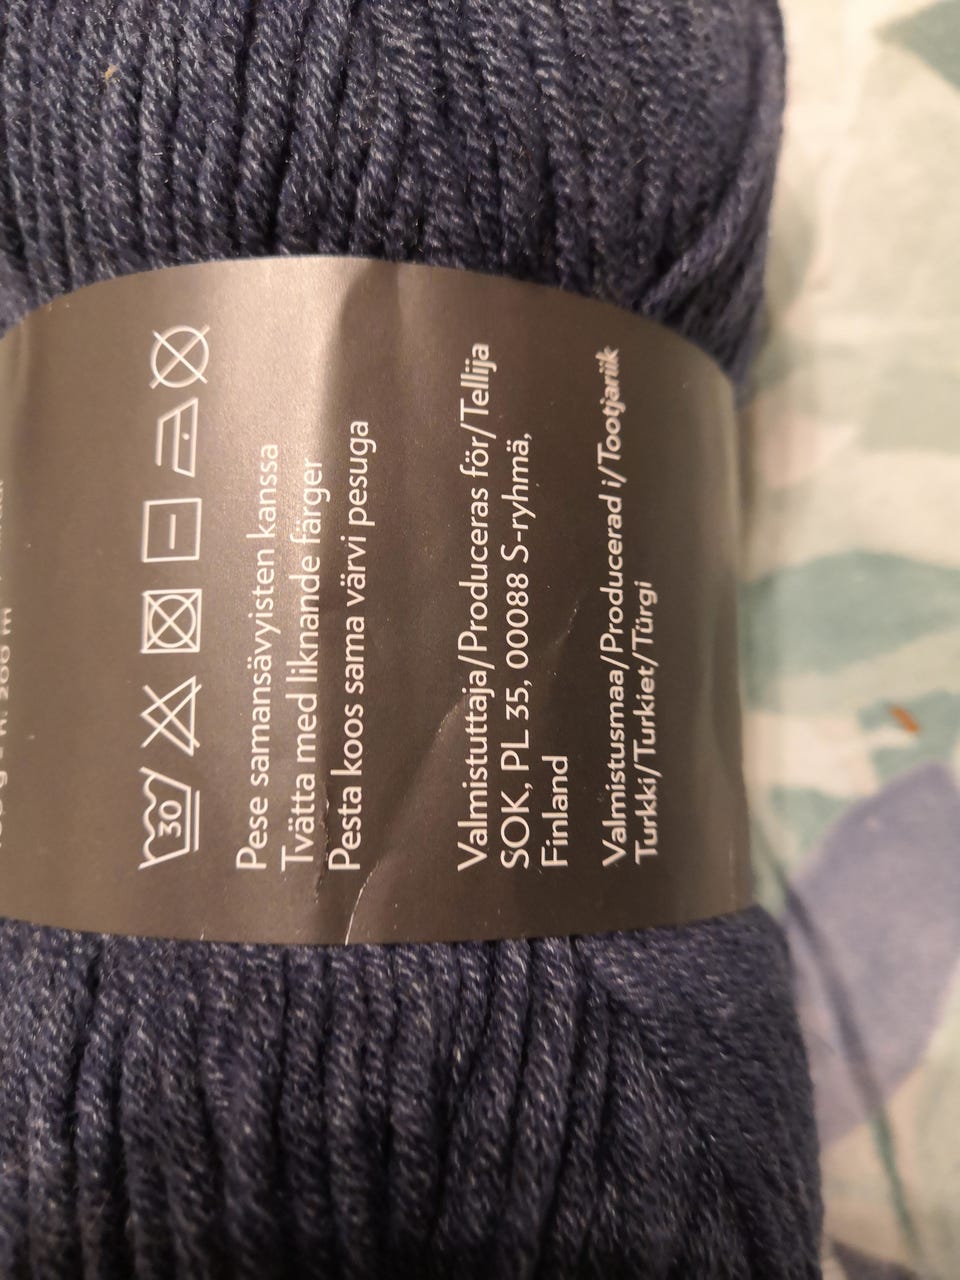 30
Pese samansävyisten kanssa
Tvätta med liknande färger
Pesta koos sama värvi pesuga
Valmistuttaja/Produceras för/Tellija
SOK, PL 35, 00088 S-ryhmä,
Finland
Valmistusmaa/Producerad i/Tootjariik
Turkki/Turkiet/Türgi